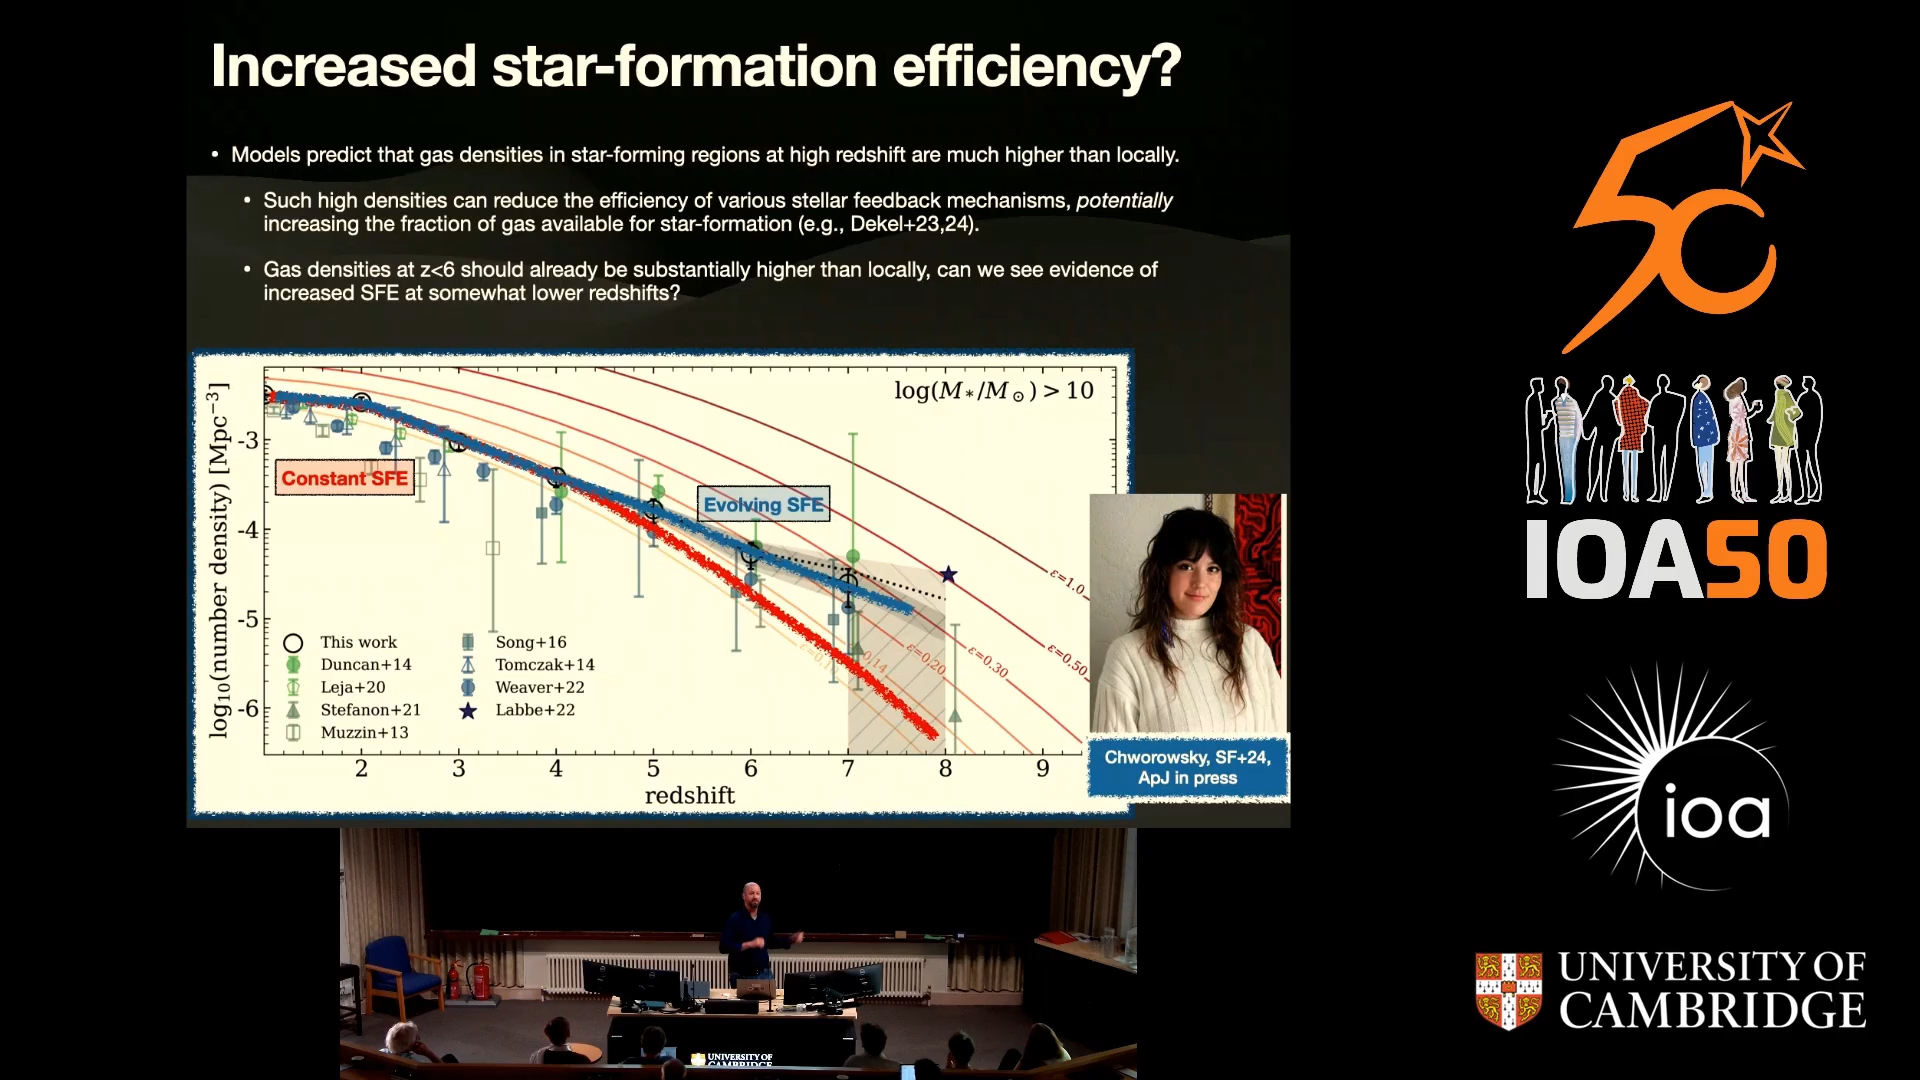 Increased star-formation efficiency?
• Models predict that gas densities in star-forming regions at high redshift are much higher than locally.
• Such high densities can reduce the efficiency of various stellar feedback mechanisms, potentially
increasing the fraction of gas available for star-formation (e.g., Dekel+23,24).
• Gas densities at z<6 should already be substantially higher than locally, can we see evidence of
increased SFE at somewhat lower redshifts?
log(M*/M⊙) > 10
log10(number density) [Mpc−3]
-3
-4
-5
-6
Constant SFE
Evolving SFE
ε=1.0
ε=0.50
ε=0.30
ε=0.20
0.14
This work
Duncan+14
Leja+20
Stefanon+21
Muzzin+13
Song+16
Tomczak+14
Weaver+22
Labbe+22
2 3 4 5 6 7 8 9
redshift
Chworowsky, SF+24,
ApJ in press
UNIVERSITY OF
CAMBRIDGE
50
IOA50
ioa
UNIVERSITY OF
CAMBRIDGE